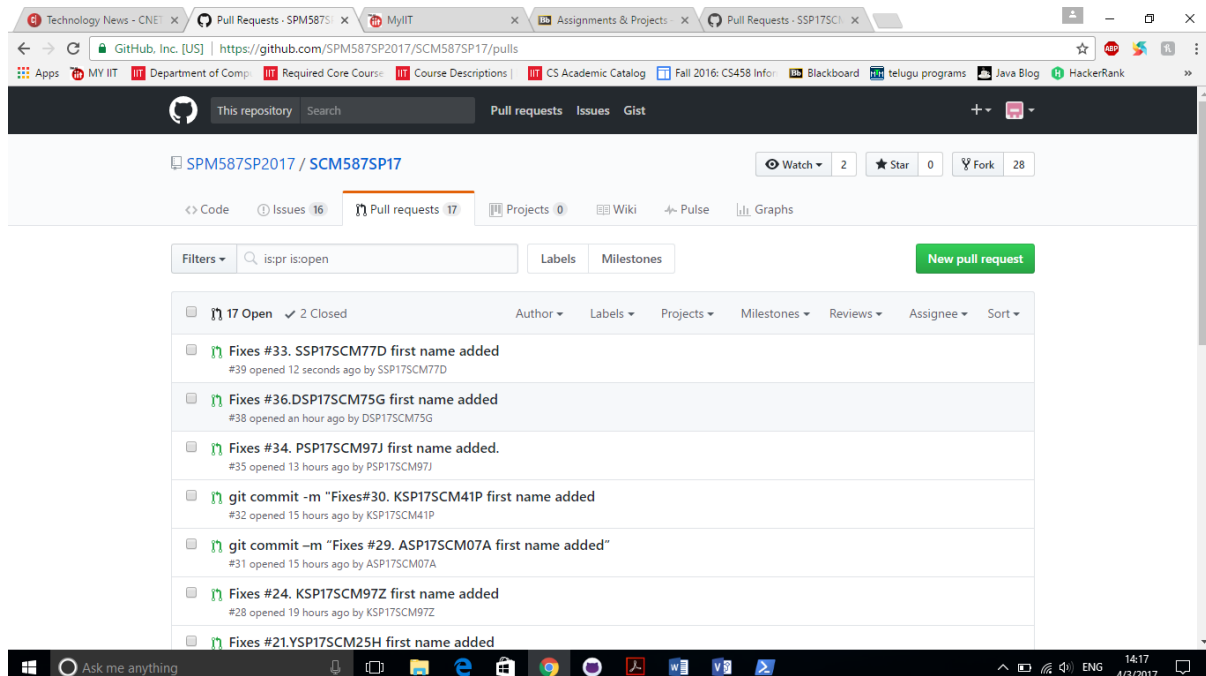 Technology News - CNET
Pull Requests · SPM587S
MyIIT
Assignments & Projects -
Pull Requests · SSP17SC
GitHub, Inc. [US] | https://github.com/SPM587SP2017/SCM587SP17/pulls
ABP
Apps MY IIT Department of Comp Required Core Course Course Descriptions | CS Academic Catalog Fall 2016: CS458 Infor Blackboard telugu programs Java Blog HackerRank »
This repository Search Pull requests Issues Gist
SPM587SP2017 / SCM587SP17 Watch 2 Star 0 Fork 28
Code Issues 16 Pull requests 17 Projects 0 Wiki Pulse Graphs
Filters is:pr is:open Labels Milestones New pull request
17 Open 2 Closed Author Labels Projects Milestones Reviews Assignee Sort
Fixes #33. SSP17SCM77D first name added
#39 opened 12 seconds ago by SSP17SCM77D
Fixes #36.DSP17SCM75G first name added
#38 opened an hour ago by DSP17SCM75G
Fixes #34. PSP17SCM97J first name added.
#35 opened 13 hours ago by PSP17SCM97J
git commit -m "Fixes#30. KSP17SCM41P first name added
#32 opened 15 hours ago by KSP17SCM41P
git commit –m “Fixes #29. ASP17SCM07A first name added”
#31 opened 15 hours ago by ASP17SCM07A
Fixes #24. KSP17SCM97Z first name added
#28 opened 19 hours ago by KSP17SCM97Z
Fixes #21.YSP17SCM25H first name added
Ask me anything ENG 14:17
4/3/2017